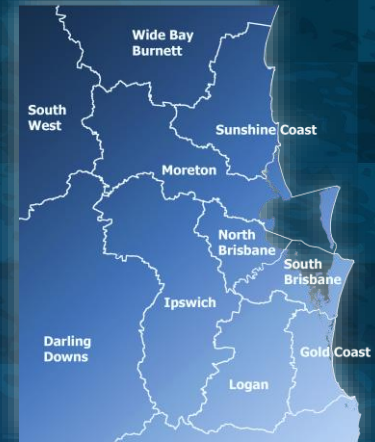 Wide Bay
Burnett
South
West
Sunshine Coast
Moreton
North
Brisbane
South
Brisbane
Ipswich
Darling
Downs
Gold Coast
Logan